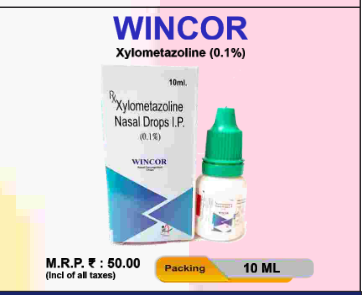 WINCOR
Xylometazoline (0.1%)
10ml.
Rx Xylometazoline
Nasal Drops I.P.
(0.1%)
WINCOR
WINCOR
M.R.P. ₹ : 50.00
(Incl of all taxes)
Packing
10 ML